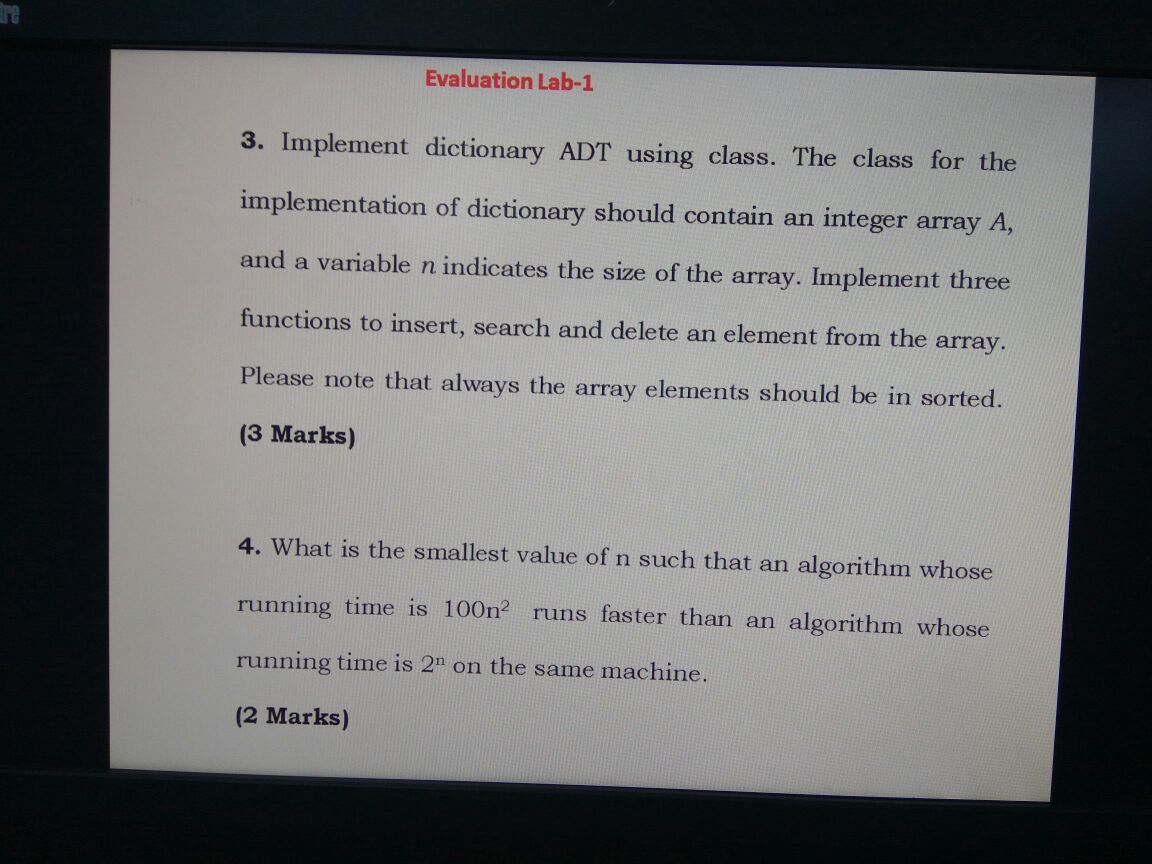 Evaluation Lab-1
3. Implement dictionary ADT using class. The class for the
implementation of dictionary should contain an integer array A,
and a variable n indicates the size of the array. Implement three
functions to insert, search and delete an element from the array.
Please note that always the array elements should be in sorted.
(3 Marks)
4. What is the smallest value of n such that an algorithm whose
running time is 100n² runs faster than an algorithm whose
running time is 2ⁿ on the same machine.
(2 Marks)